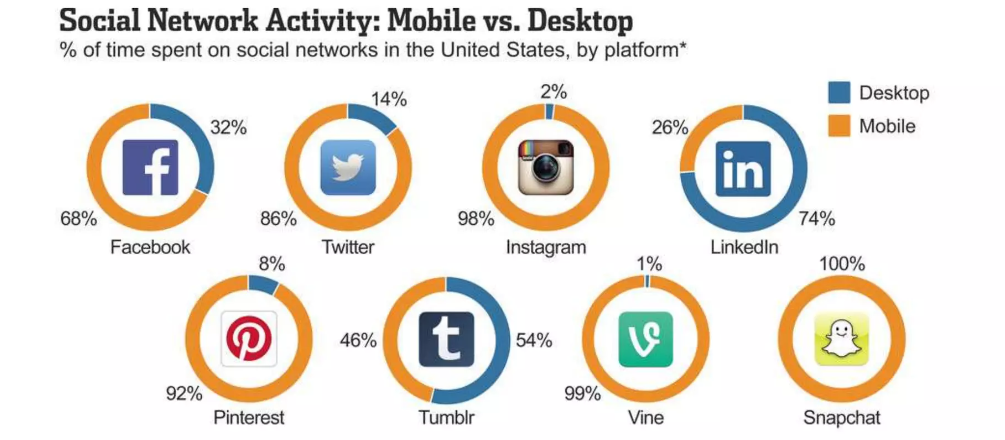 Social Network Activity: Mobile vs. Desktop
% of time spent on social networks in the United States, by platform*
Desktop
Mobile
32%
68%
f
Facebook
14%
86%
Twitter
2%
98%
Instagram
26%
74%
in
LinkedIn
8%
92%
Pinterest
46%
54%
t
Tumblr
1%
99%
Vine
100%
Snapchat